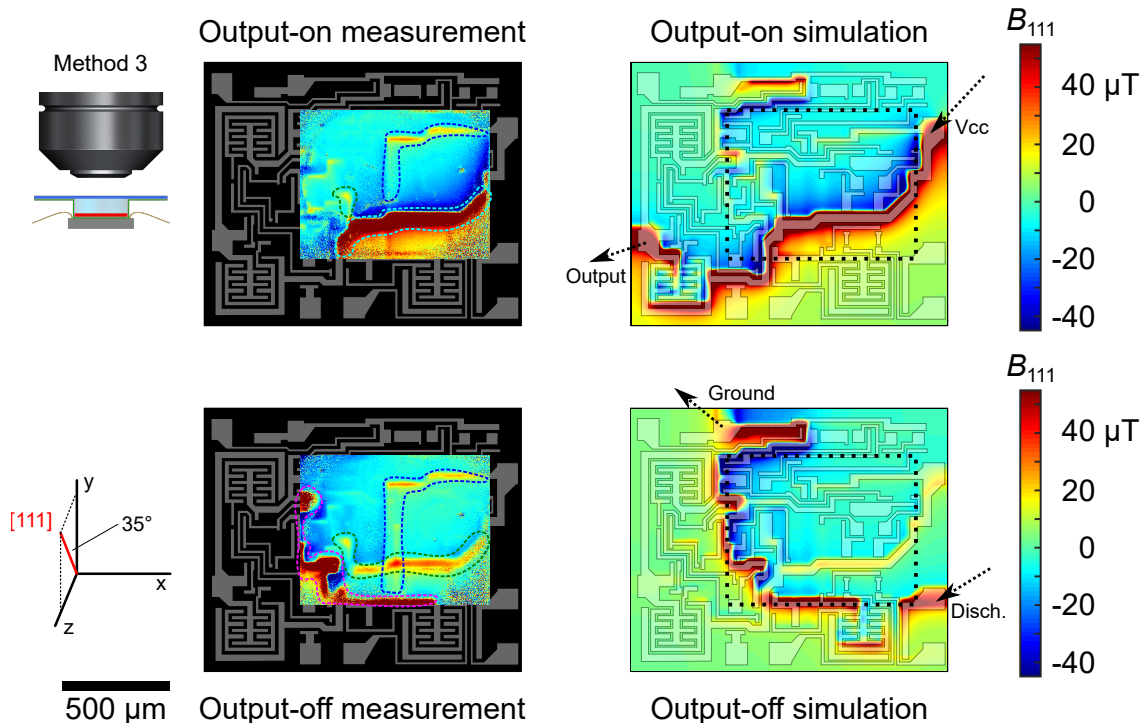 Output-on measurement
Output-on simulation
B111
Method 3
40 µT
20
0
-20
-40
Vcc
Output
B111
Ground
40 µT
20
0
-20
-40
y
[111]
35°
x
z
Disch.
500 µm
Output-off measurement
Output-off simulation